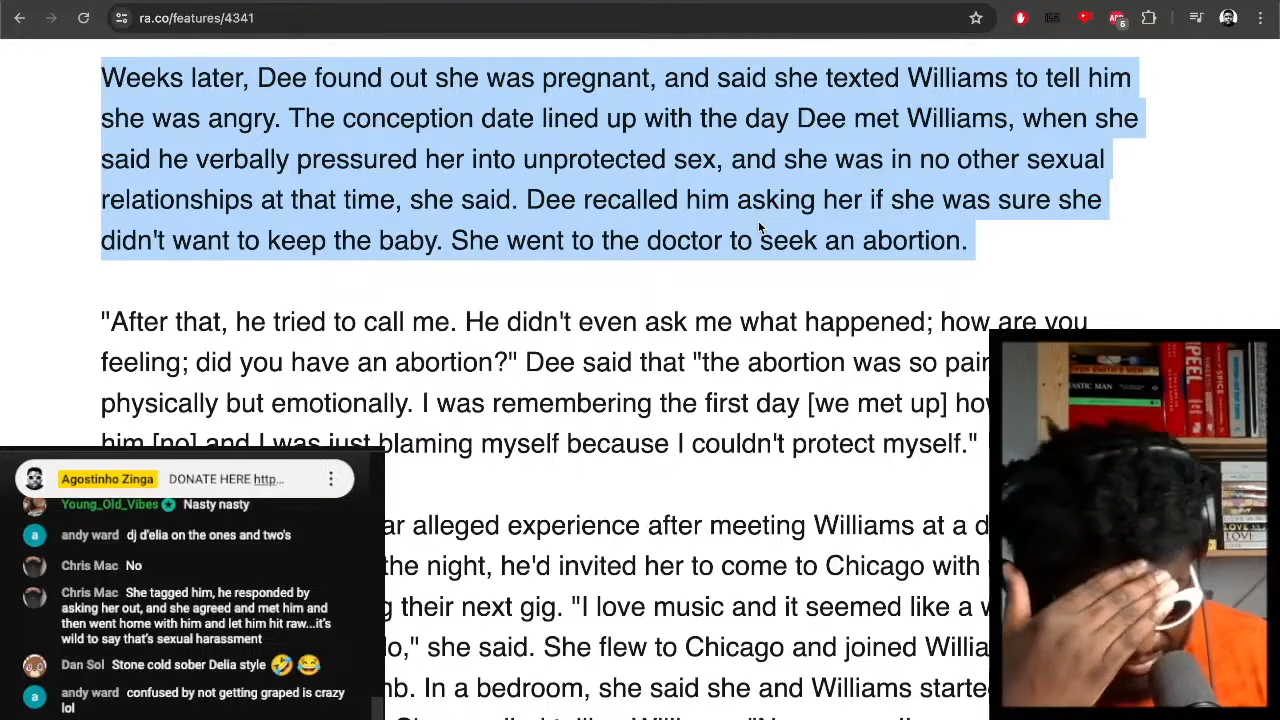 ra.co/features/4341
6
Weeks later, Dee found out she was pregnant, and said she texted Williams to tell him
she was angry. The conception date lined up with the day Dee met Williams, when she
said he verbally pressured her into unprotected sex, and she was in no other sexual
relationships at that time, she said. Dee recalled him asking her if she was sure she
didn't want to keep the baby. She went to the doctor to seek an abortion.
"After that, he tried to call me. He didn't even ask me what happened; how are you
feeling; did you have an abortion?" Dee said that "the abortion was so pain
physically but emotionally. I was remembering the first day [we met up] ho
him [no] and I was just blaming myself because I couldn't protect myself."
ar alleged experience after meeting Williams at a d
the night, he'd invited her to come to Chicago with
g their next gig. "I love music and it seemed like a w
lo," she said. She flew to Chicago and joined Willia
nb. In a bedroom, she said she and Williams starte
Agostinho Zinga DONATE HERE http...
Young_Old_Vibes Nasty nasty
a andy ward dj d'elia on the ones and two's
Chris Mac No
Chris Mac She tagged him, he responded by
asking her out, and she agreed and met him and
then went home with him and let him hit raw...it's
wild to say that's sexual harassment
Dan Sol Stone cold sober Delia style 🤣😂
a andy ward confused by not getting graped is crazy
lol